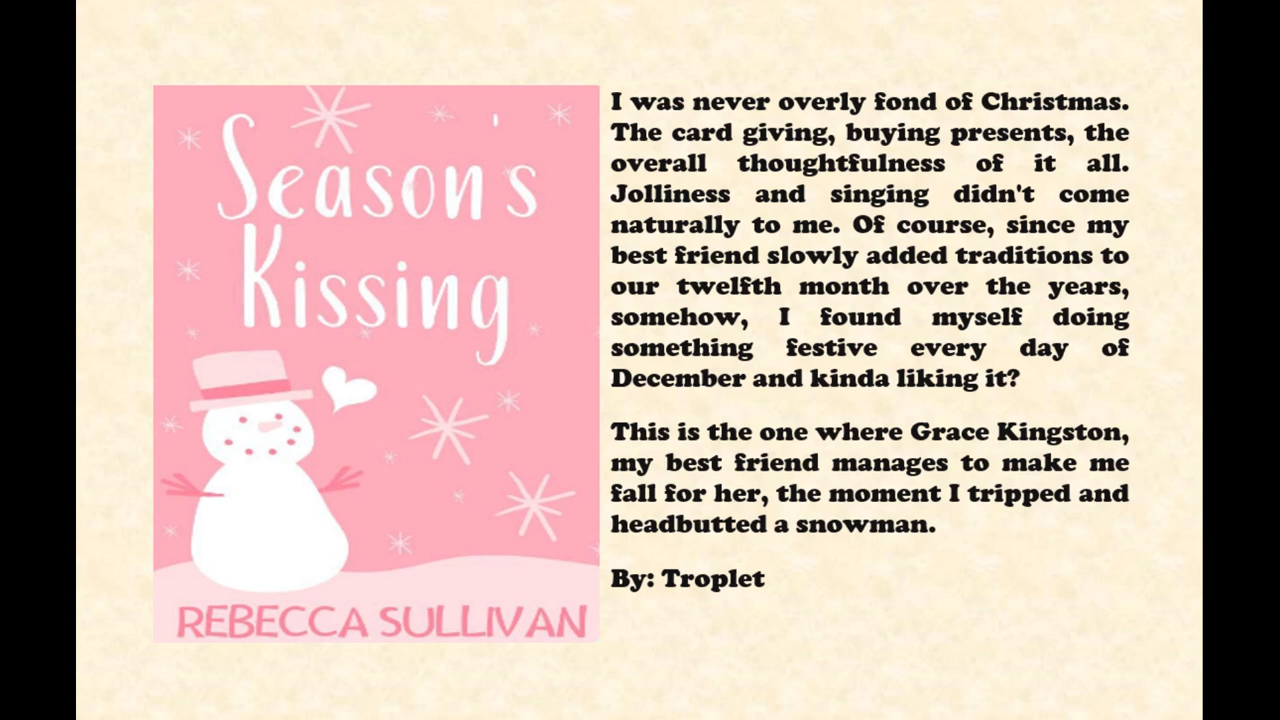 Season's
Kissing
REBECCA SULLIVAN
I was never overly fond of Christmas.
The card giving, buying presents, the
overall thoughtfulness of it all.
Jolliness and singing didn't come
naturally to me. Of course, since my
best friend slowly added traditions to
our twelfth month over the years,
somehow, I found myself doing
something festive every day of
December and kinda liking it?
This is the one where Grace Kingston,
my best friend manages to make me
fall for her, the moment I tripped and
headbutted a snowman.
By: Troplet